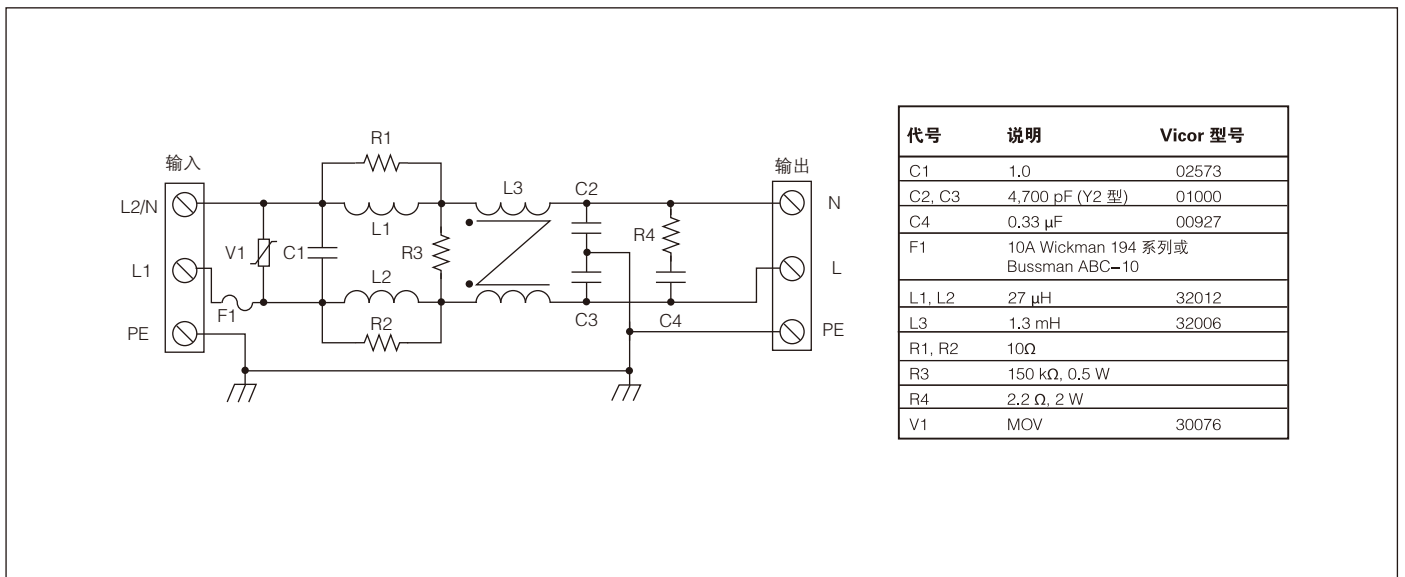 输入
L2/N
L1
PE
F1
V1
C1
R1
L1
L2
R2
R3
L3
C2
C3
R4
C4
输出
N
L
PE
代号 说明 Vicor 型号
C1 1.0 02573
C2, C3 4,700 pF (Y2 型) 01000
C4 0.33 μF 00927
F1 10A Wickman 194 系列或
Bussman ABC–10
L1, L2 27 μH 32012
L3 1.3 mH 32006
R1, R2 10Ω
R3 150 kΩ, 0.5 W
R4 2.2 Ω, 2 W
V1 MOV 30076